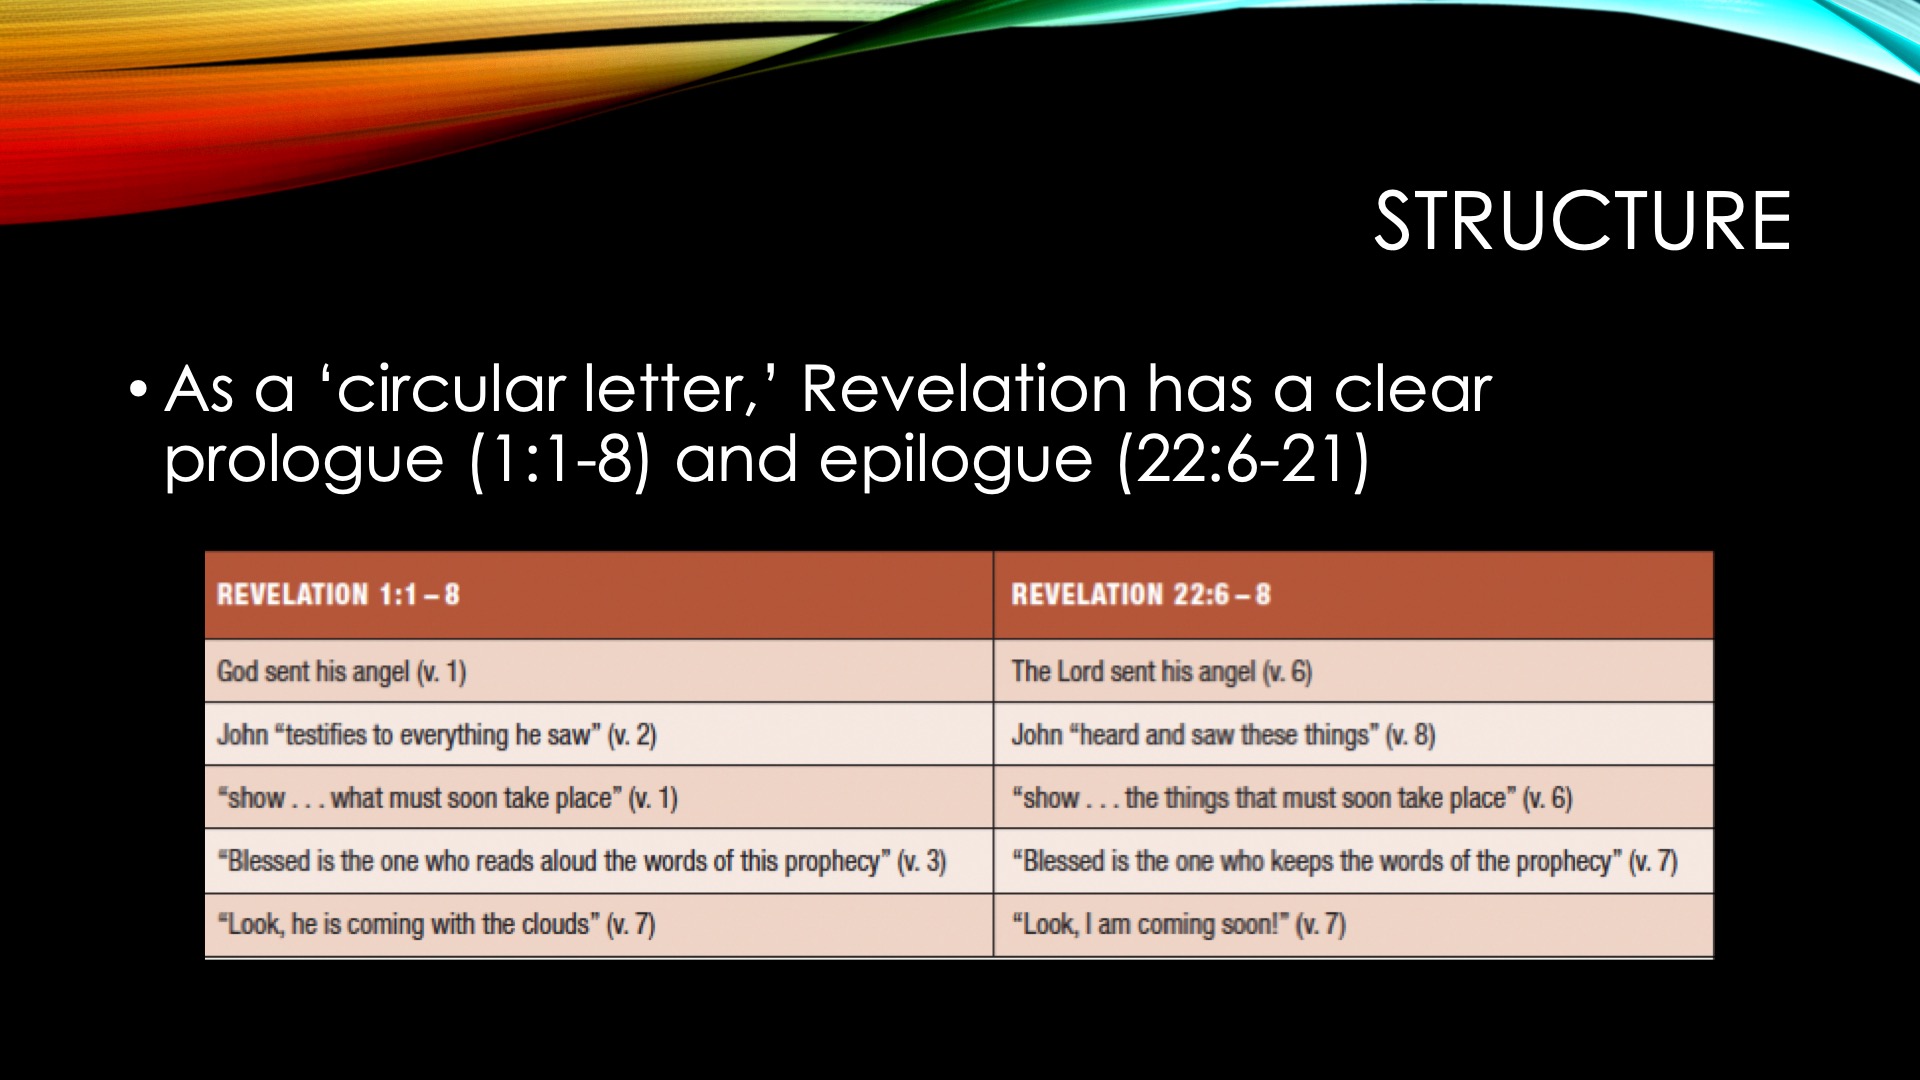 STRUCTURE
• As a ‘circular letter,’ Revelation has a clear
prologue (1:1-8) and epilogue (22:6-21)
REVELATION 1:1 – 8
REVELATION 22:6 – 8
God sent his angel (v. 1)
The Lord sent his angel (v. 6)
John “testifies to everything he saw” (v. 2)
John “heard and saw these things” (v. 8)
“show . . . what must soon take place” (v. 1)
“show . . . the things that must soon take place” (v. 6)
“Blessed is the one who reads aloud the words of this prophecy” (v. 3)
“Blessed is the one who keeps the words of the prophecy” (v. 7)
“Look, he is coming with the clouds” (v. 7)
“Look, I am coming soon!” (v. 7)